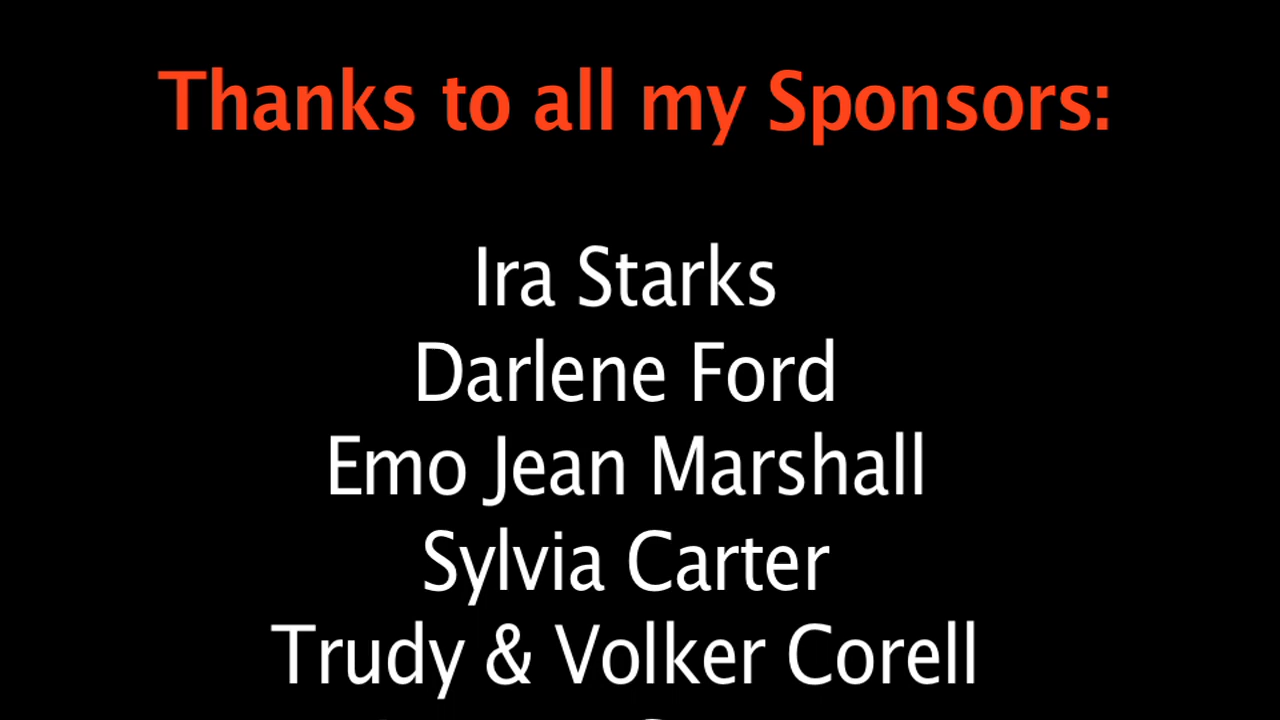 Thanks to all my Sponsors:
Ira Starks
Darlene Ford
Emo Jean Marshall
Sylvia Carter
Trudy & Volker Corell